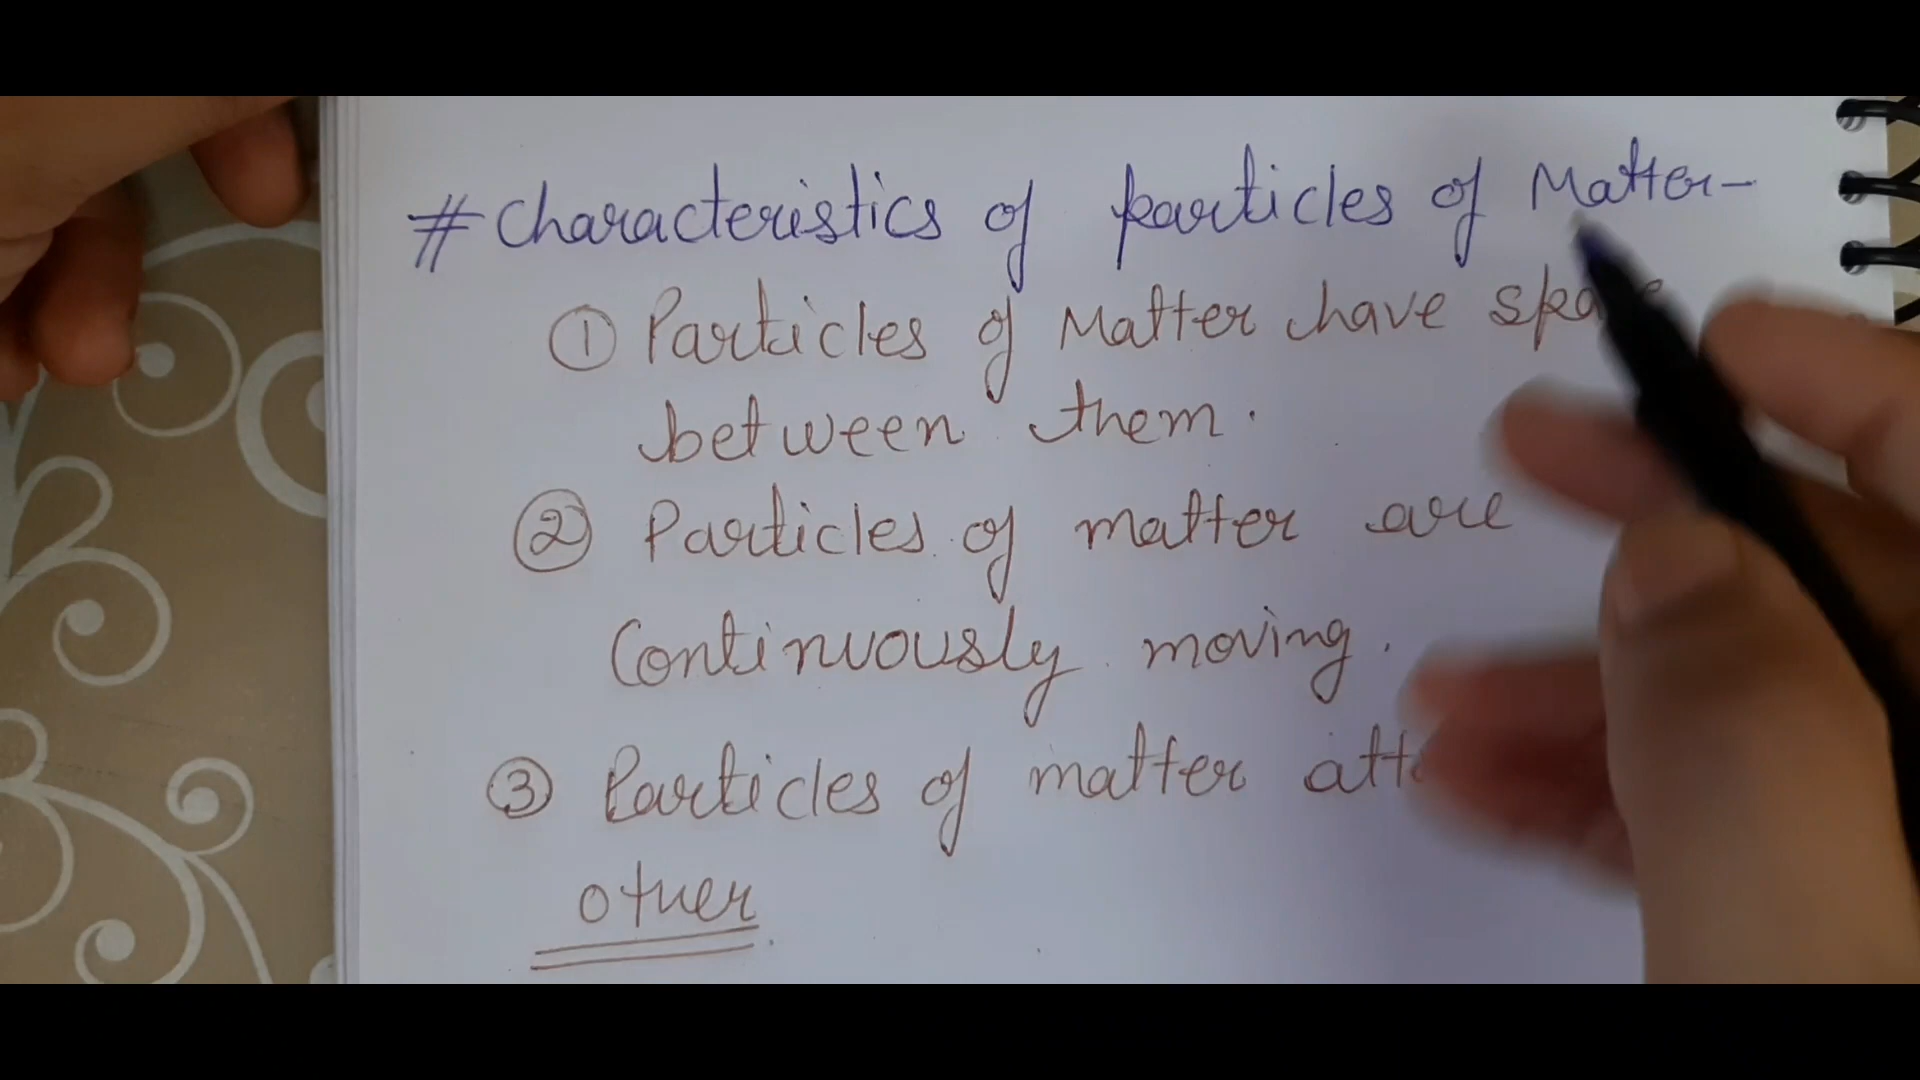 # Characteristics of particles of Matter-
① Particles of Matter have
between them.
② Particles of matter are
Continuously moving.
③ Particles of matter
other